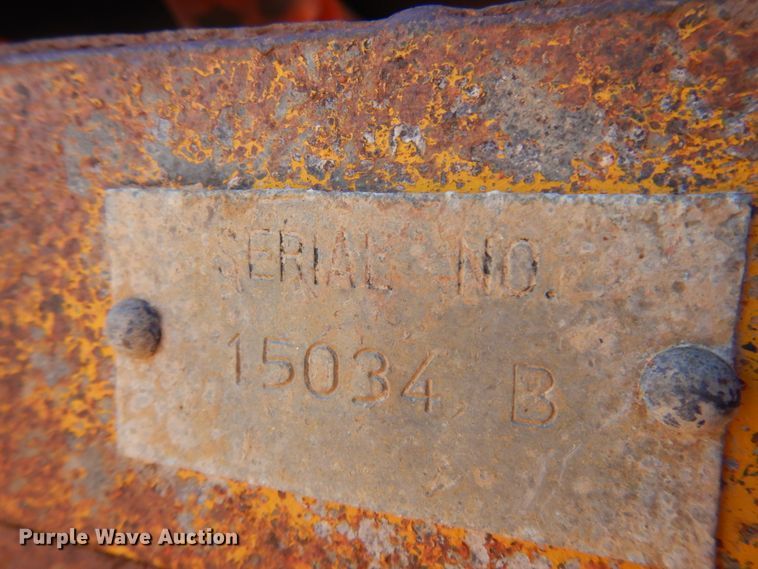 SERIAL NO.
15034 B
Purple Wave Auction